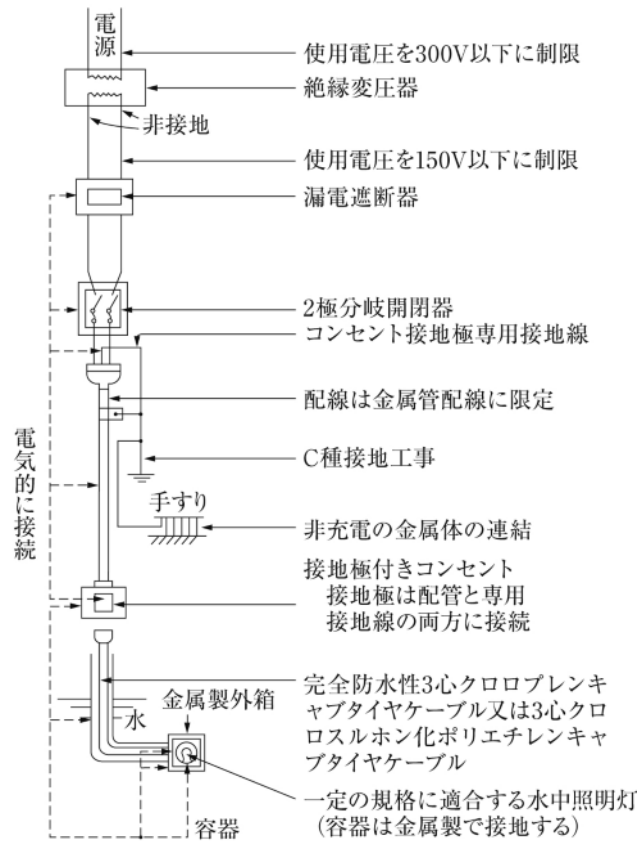 電源
使用電圧を300V以下に制限
絶縁変圧器
非接地
使用電圧を150V以下に制限
漏電遮断器
2極分岐開閉器
コンセント接地極専用接地線
配線は金属管配線に限定
電気的に接続
C種接地工事
手すり
非充電の金属体の連結
接地極付きコンセント
接地極は配管と専用
接地線の両方に接続
完全防水性3心クロロプレンキ
ャブタイヤケーブル又は3心クロ
ロスルホン化ポリエチレンキャ
ブタイヤケーブル
金属製外箱
水
一定の規格に適合する水中照明灯
（容器は金属製で接地する）
容器